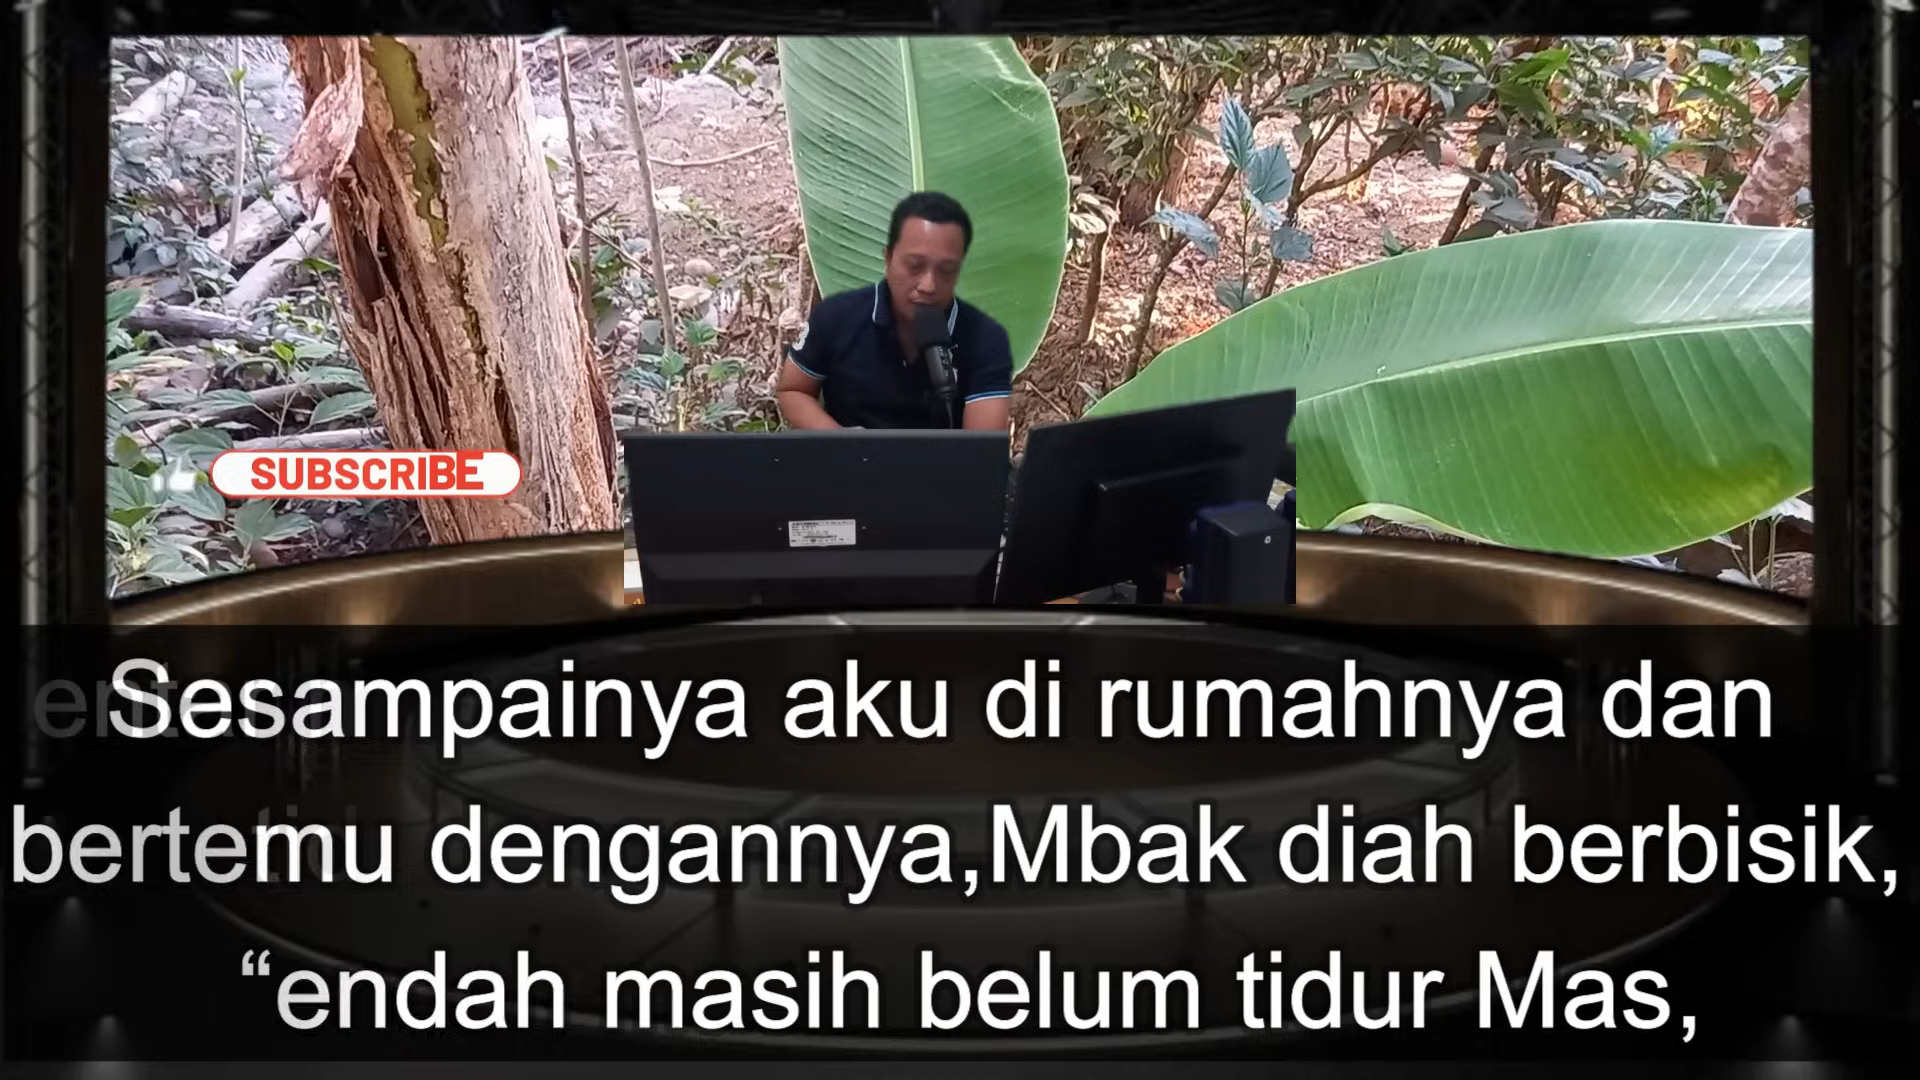 SUBSCRIBE
Sesampainya aku di rumahnya dan
bertemu dengannya,Mbak diah berbisik,
“endah masih belum tidur Mas,